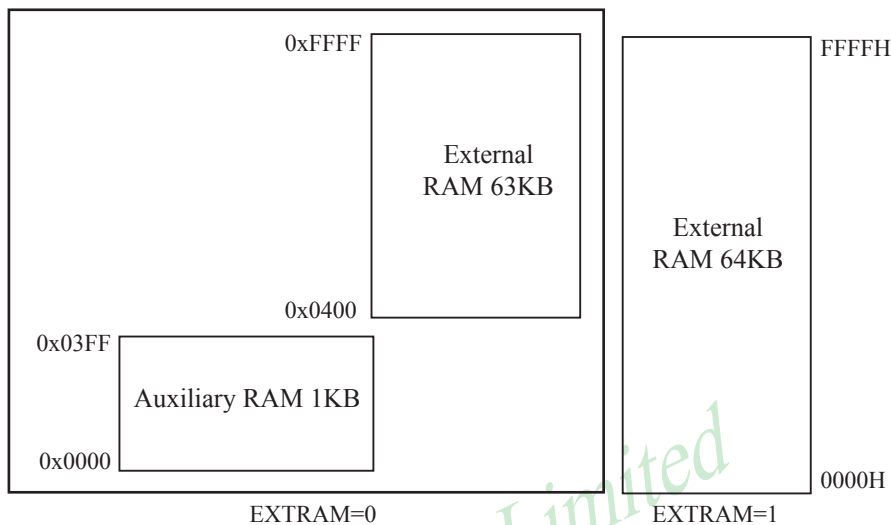 0xFFFF
External
RAM 63KB
0x0400
0x03FF
Auxiliary RAM 1KB
0x0000
EXTRAM=0
FFFFH
External
RAM 64KB
0000H
EXTRAM=1
Limited